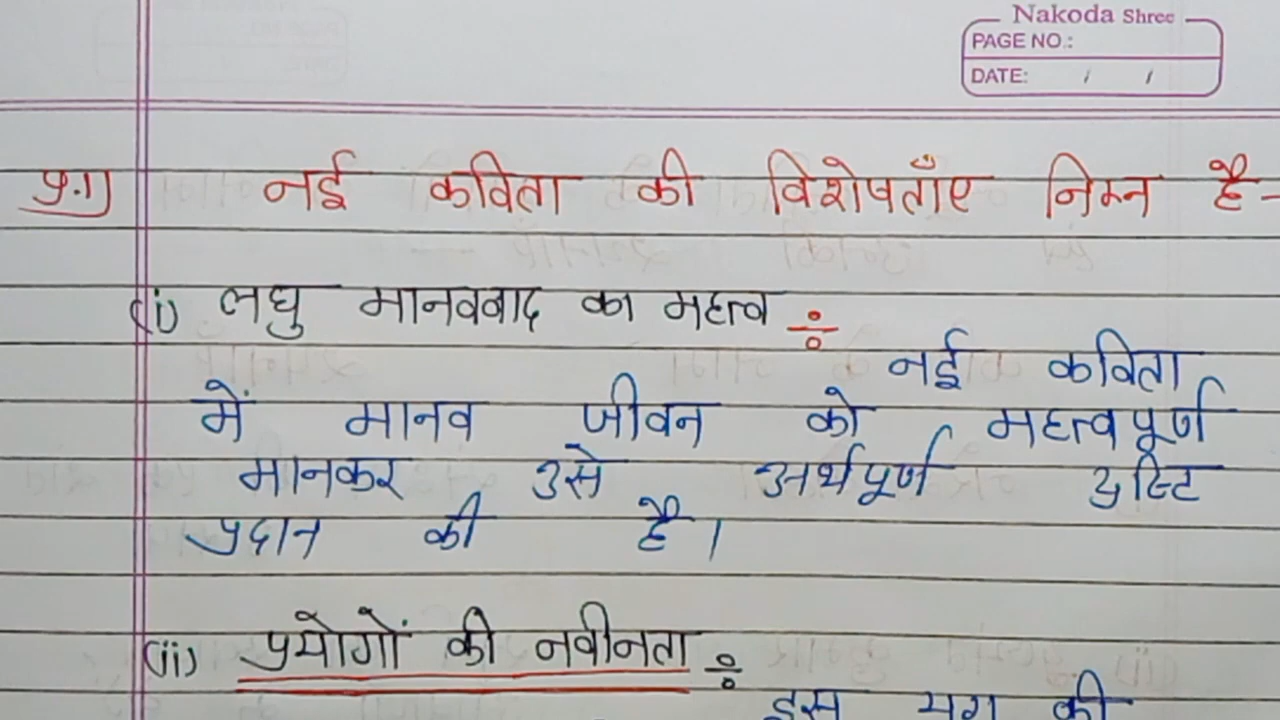 Nakoda Shree
PAGE NO.:
DATE: / /
प्र.1) नई कविता की विशेषताँए निम्न है-
(i) लघु मानववाद का महत्व ÷
नई कविता
में मानव जीवन को महत्वपूर्ण
मानकर उसे अर्थपूर्ण
प्रदान की है।
(ii) प्रयोगों की नवीनता ÷
इस युग की